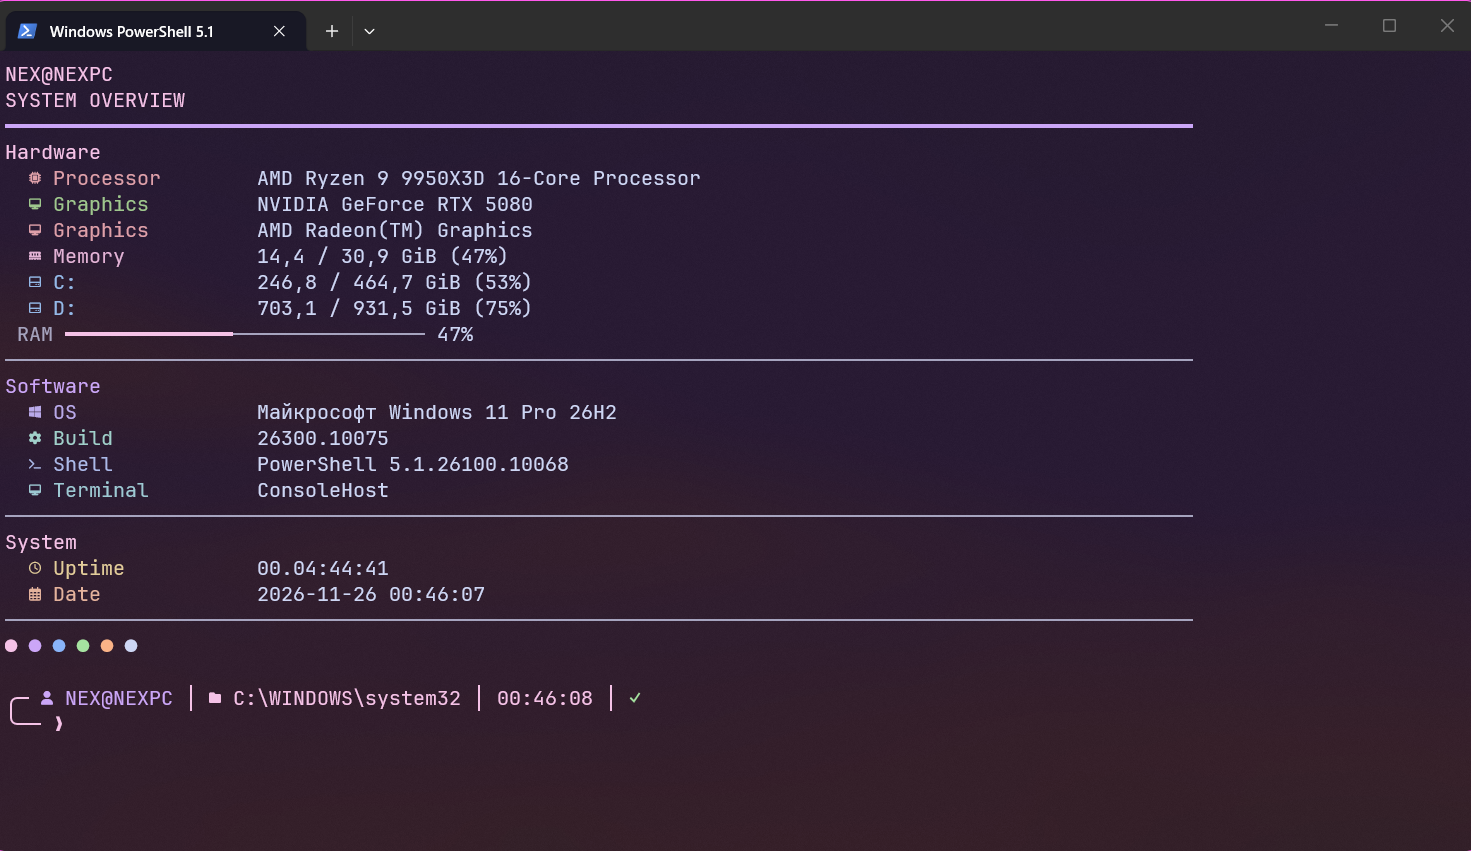 Windows PowerShell 5.1
NEX@NEXPC
SYSTEM OVERVIEW
Hardware
Processor AMD Ryzen 9 9950X3D 16-Core Processor
Graphics NVIDIA GeForce RTX 5080
Graphics AMD Radeon(TM) Graphics
Memory 14,4 / 30,9 GiB (47%)
C: 246,8 / 464,7 GiB (53%)
D: 703,1 / 931,5 GiB (75%)
RAM 47%
Software
OS Майкрософт Windows 11 Pro 26H2
Build 26300.10075
Shell PowerShell 5.1.26100.10068
Terminal ConsoleHost
System
Uptime 00.04:44:41
Date 2026-11-26 00:46:07
NEX@NEXPC | C:\WINDOWS\system32 | 00:46:08 | ✓
❱